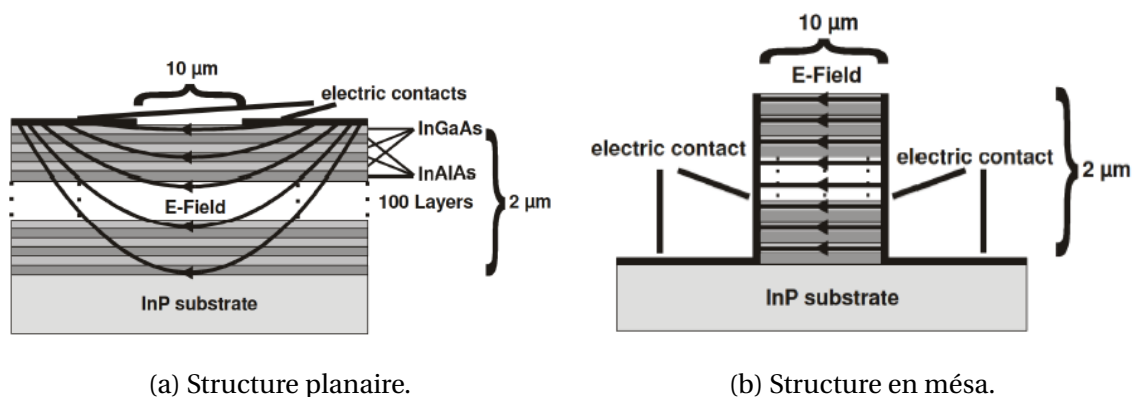 10 µm
electric contacts
InGaAs
InAlAs
E-Field
100 Layers
2 µm
InP substrate
(a) Structure planaire.
10 µm
E-Field
electric contact
electric contact
2 µm
InP substrate
(b) Structure en mésa.